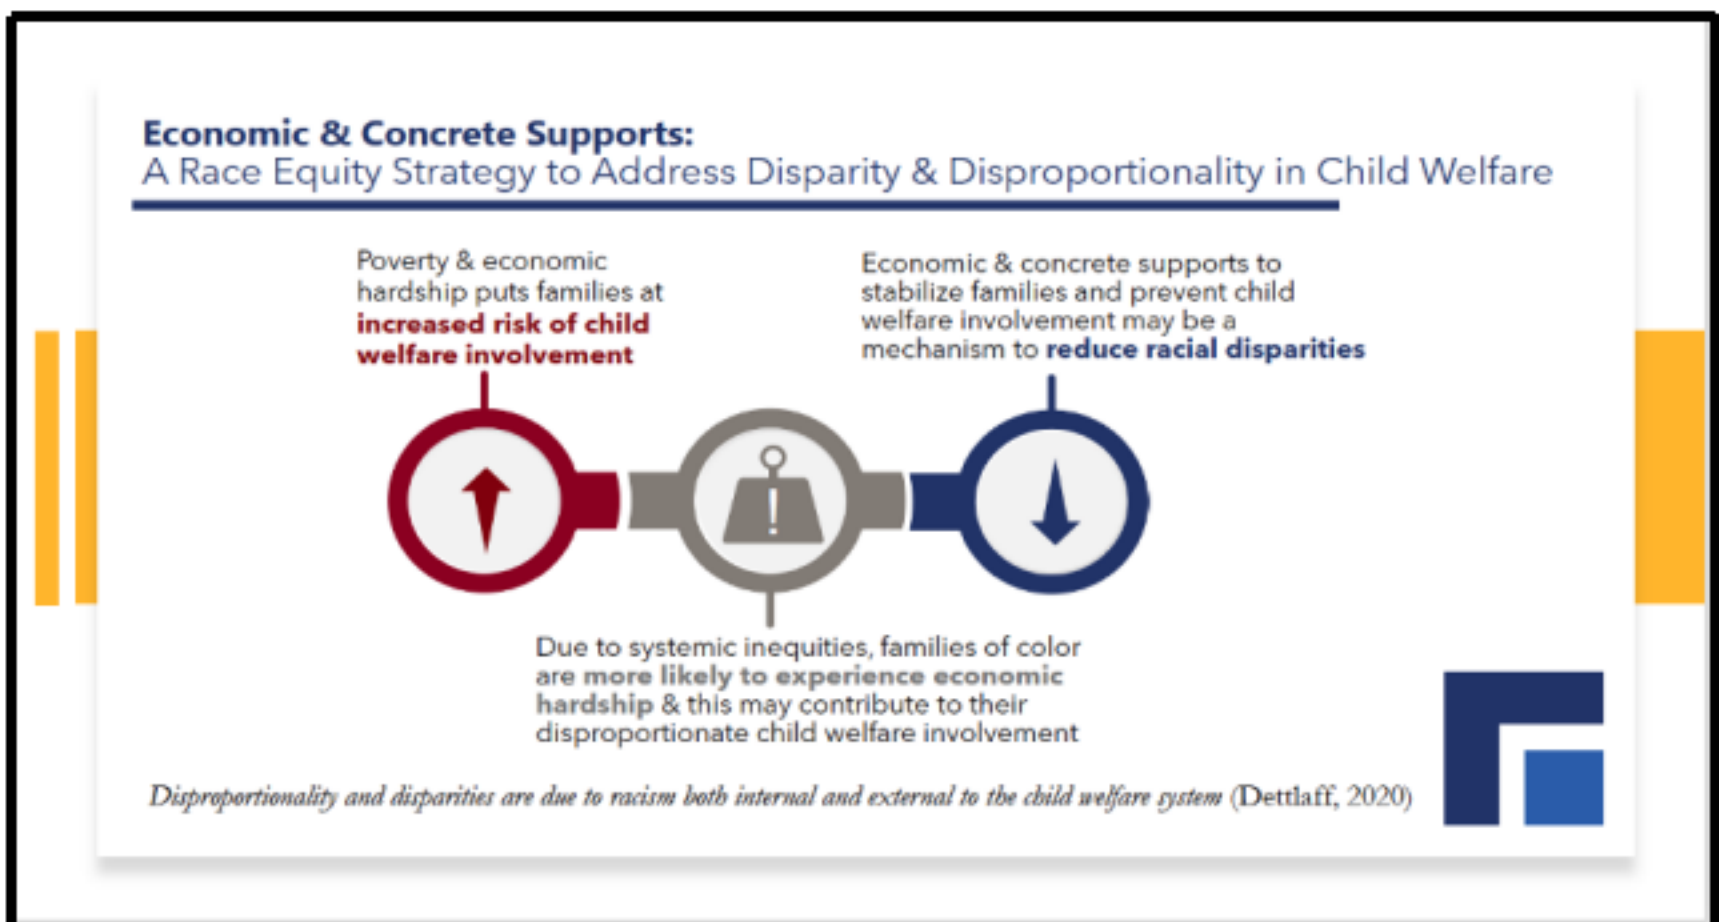 Economic & Concrete Supports:
A Race Equity Strategy to Address Disparity & Disproportionality in Child Welfare
Poverty & economic
hardship puts families at
increased risk of child
welfare involvement
Economic & concrete supports to
stabilize families and prevent child
welfare involvement may be a
mechanism to reduce racial disparities
!
Due to systemic inequities, families of color
are more likely to experience economic
hardship & this may contribute to their
disproportionate child welfare involvement
Disproportionality and disparities are due to racism both internal and external to the child welfare system (Dettlaff, 2020)